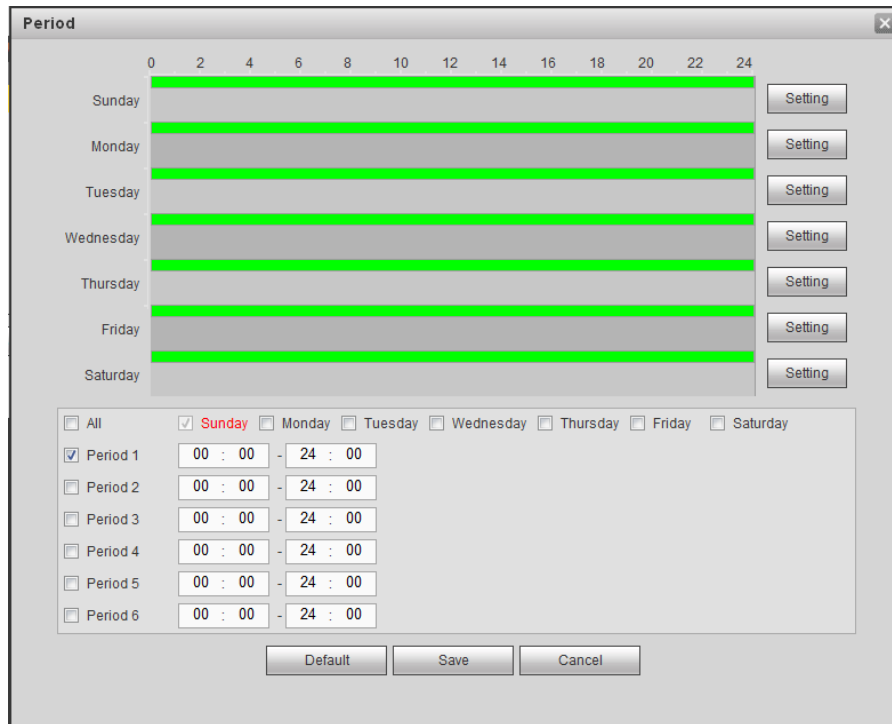 Period
0 2 4 6 8 10 12 14 16 18 20 22 24
Sunday Setting
Monday Setting
Tuesday Setting
Wednesday Setting
Thursday Setting
Friday Setting
Saturday Setting
All Sunday Monday Tuesday Wednesday Thursday Friday Saturday
Period 1 00 : 00 - 24 : 00
Period 2 00 : 00 - 24 : 00
Period 3 00 : 00 - 24 : 00
Period 4 00 : 00 - 24 : 00
Period 5 00 : 00 - 24 : 00
Period 6 00 : 00 - 24 : 00
Default Save Cancel